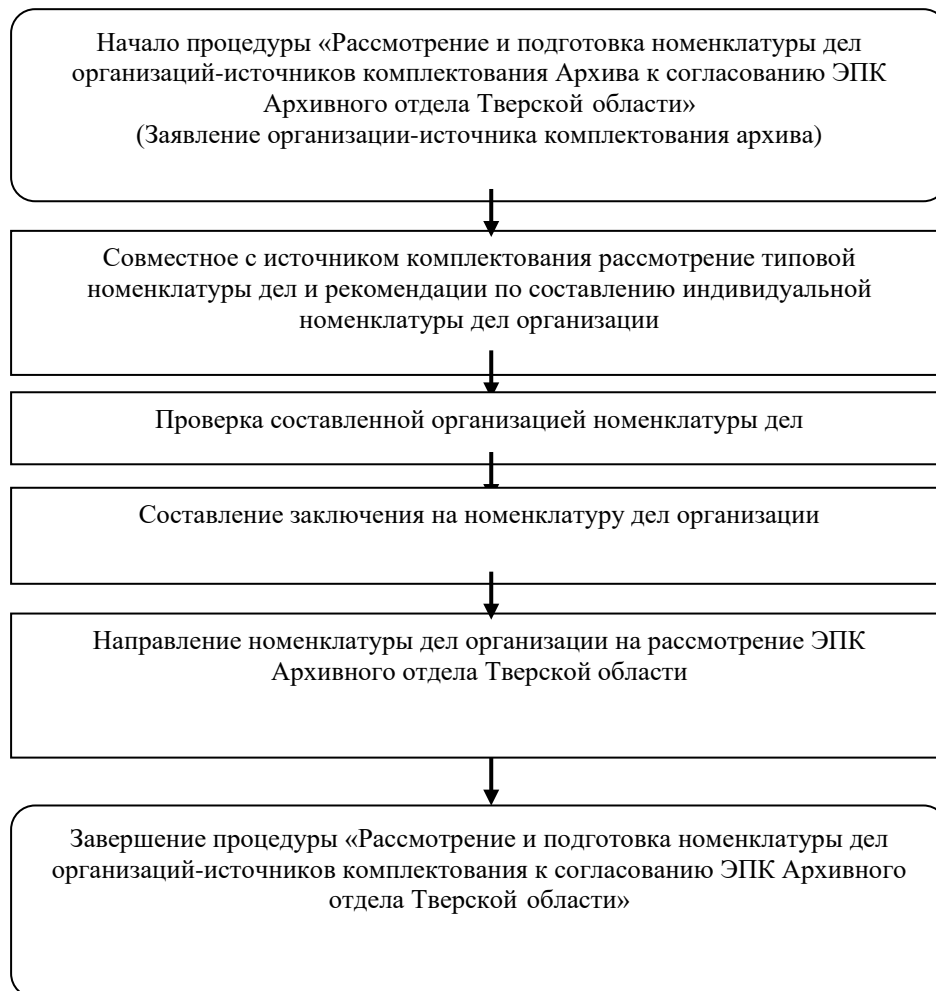 Начало процедуры «Рассмотрение и подготовка номенклатуры дел
организаций-источников комплектования Архива к согласованию ЭПК
Архивного отдела Тверской области»
(Заявление организации-источника комплектования архива)
Совместное с источником комплектования рассмотрение типовой
номенклатуры дел и рекомендации по составлению индивидуальной
номенклатуры дел организации
Проверка составленной организацией номенклатуры дел
Составление заключения на номенклатуру дел организации
Направление номенклатуры дел организации на рассмотрение ЭПК
Архивного отдела Тверской области
Завершение процедуры «Рассмотрение и подготовка номенклатуры дел
организаций-источников комплектования к согласованию ЭПК Архивного
отдела Тверской области»